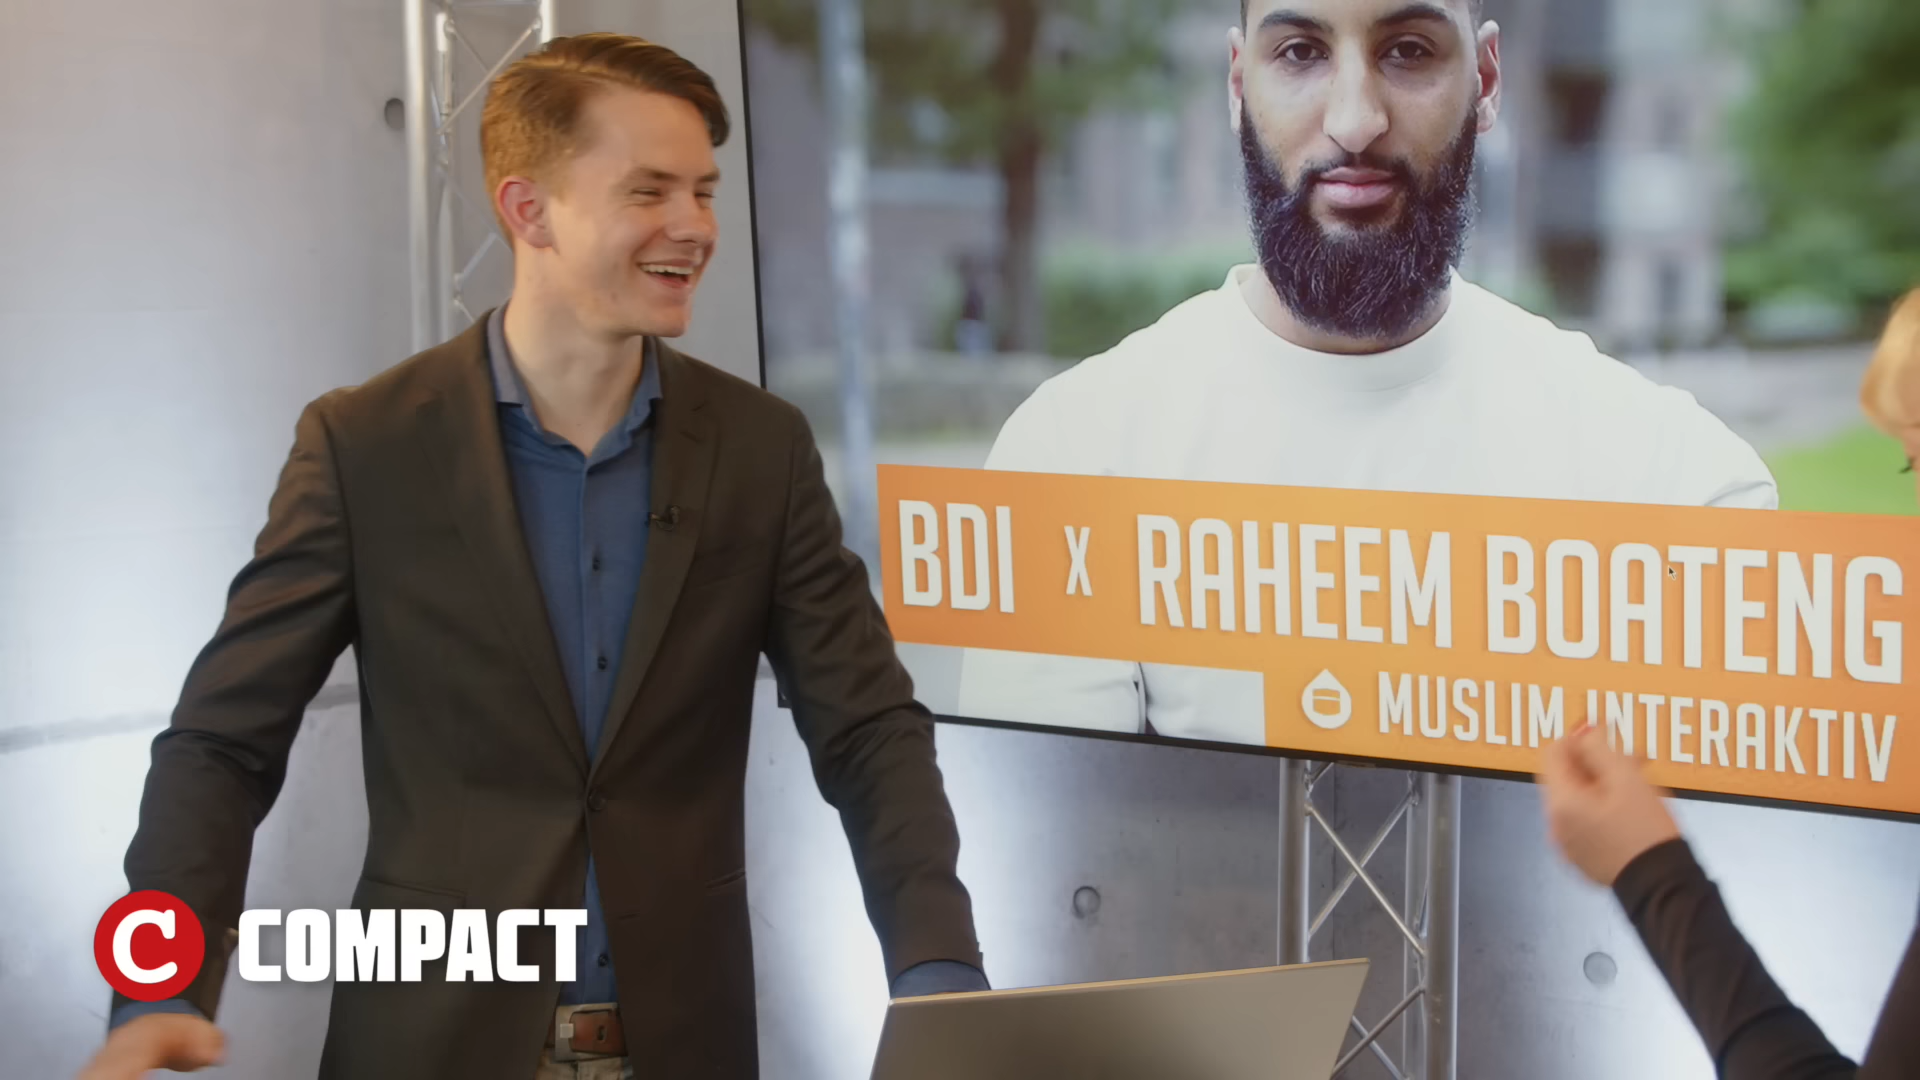 BDI x RAHEEM BOATENG
MUSLIM INTERAKTIV
C COMPACT